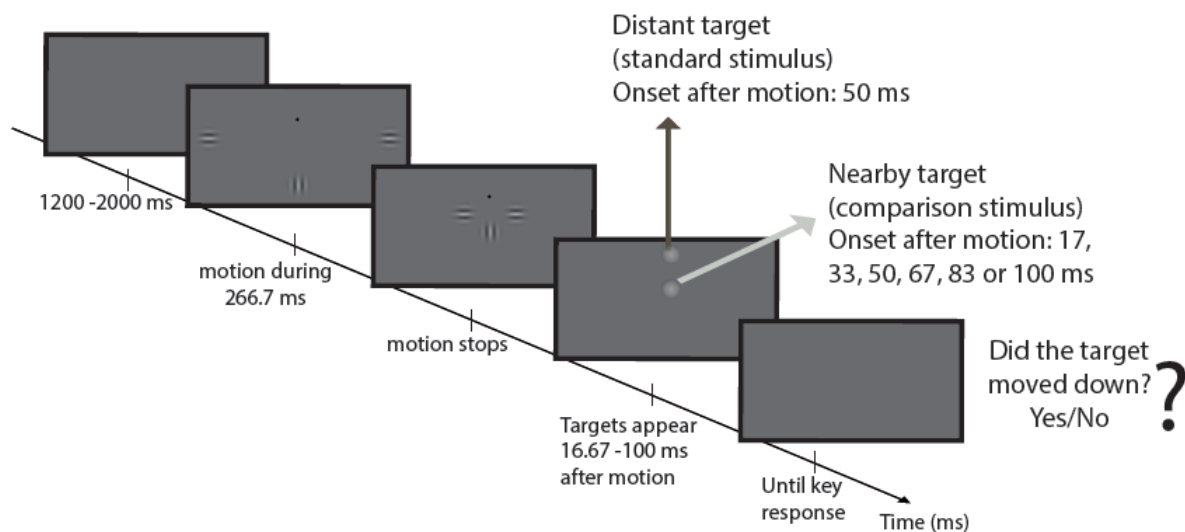 Distant target
(standard stimulus)
Onset after motion: 50 ms
Nearby target
(comparison stimulus)
Onset after motion: 17,
33, 50, 67, 83 or 100 ms
1200 -2000 ms
motion during
266.7 ms
motion stops
Targets appear
16.67 -100 ms
after motion
Until key
response
Time (ms)
Did the target
moved down?
Yes/No
?